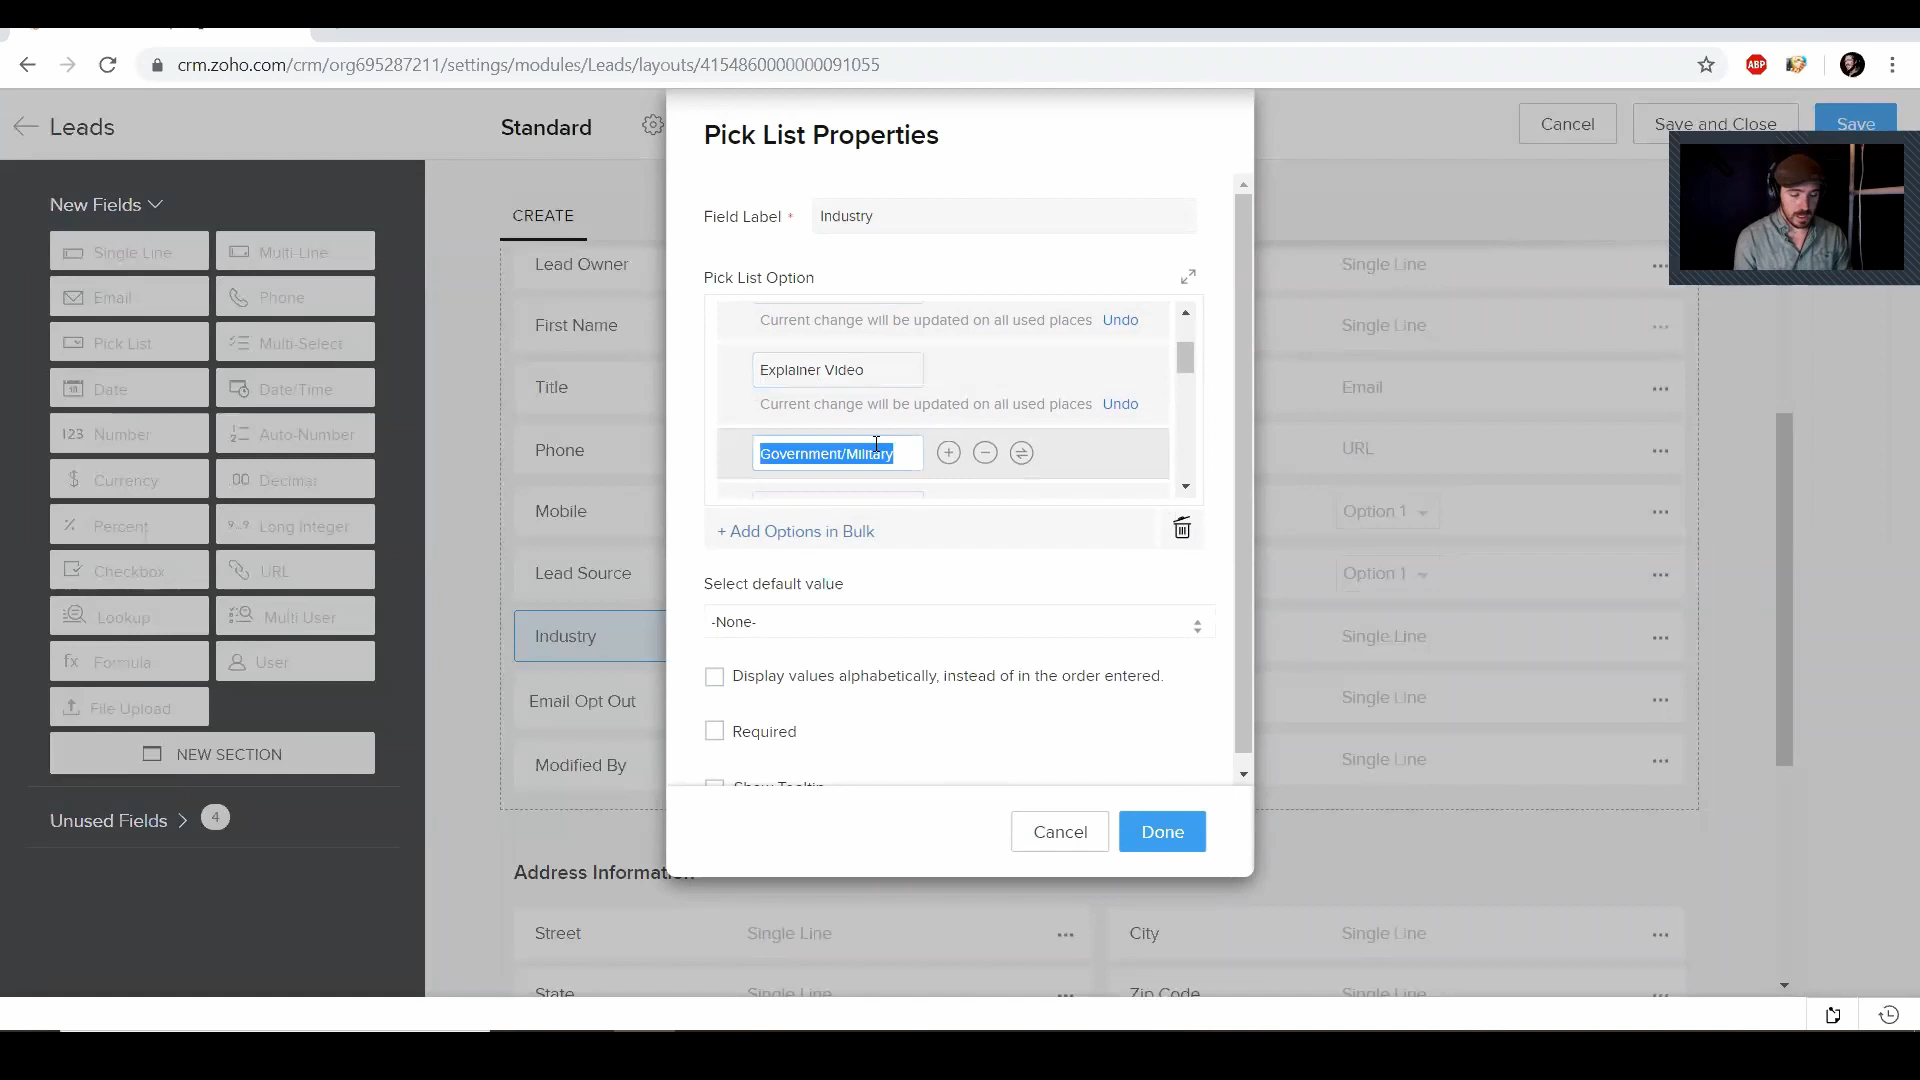 crm.zoho.com/crm/org695287211/settings/modules/Leads/layouts/4154860000000091055
ABP
Leads
Standard
Cancel
Save and Close
Save
New Fields
Single Line
Multi-Line
Email
Phone
Pick List
Multi-Select
Date
Date/Time
123 Number
Auto-Number
$ Currency
.00 Decimal
% Percent
Long Integer
Checkbox
URL
Lookup
Multi User
fx Formula
User
File Upload
NEW SECTION
Unused Fields
4
CREATE
Lead Owner
Single Line
First Name
Single Line
Title
Email
Phone
URL
Mobile
Option 1
Lead Source
Option 1
Industry
Single Line
Email Opt Out
Single Line
Modified By
Single Line
Address Information
Street
Single Line
City
Single Line
State
Single Line
Zip Code
Single Line
Pick List Properties
Field Label *
Industry
Pick List Option
Current change will be updated on all used places Undo
Explainer Video
Current change will be updated on all used places Undo
Government/Military
+ Add Options in Bulk
Select default value
-None-
Display values alphabetically, instead of in the order entered.
Required
Show Tooltip
Cancel
Done